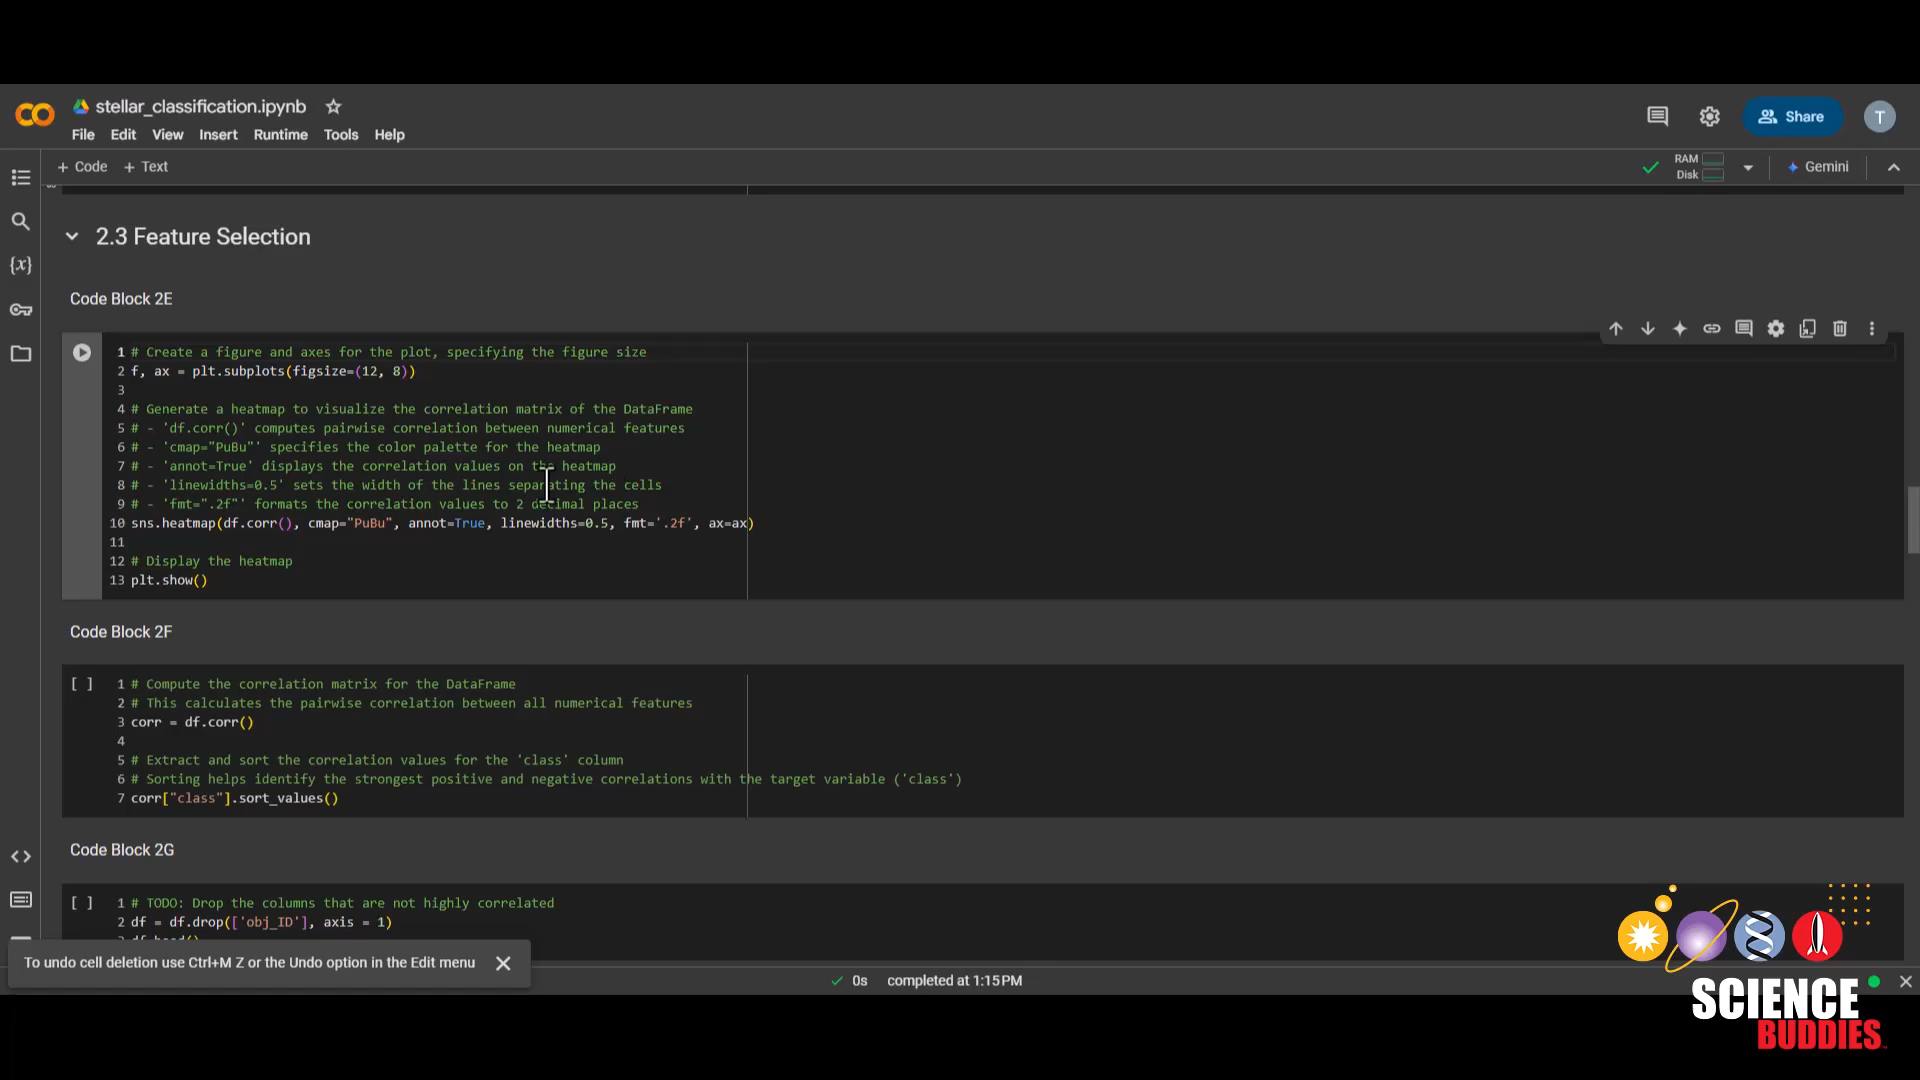 stellar_classification.ipynb
File Edit View Insert Runtime Tools Help
Share
T
+ Code + Text
RAM
Disk
Gemini
2.3 Feature Selection
Code Block 2E
1 # Create a figure and axes for the plot, specifying the figure size
2 f, ax = plt.subplots(figsize=(12, 8))
3
4 # Generate a heatmap to visualize the correlation matrix of the DataFrame
5 # - 'df.corr()' computes pairwise correlation between numerical features
6 # - 'cmap="PuBu"' specifies the color palette for the heatmap
7 # - 'annot=True' displays the correlation values on the heatmap
8 # - 'linewidths=0.5' sets the width of the lines separating the cells
9 # - 'fmt=".2f"' formats the correlation values to 2 decimal places
10 sns.heatmap(df.corr(), cmap="PuBu", annot=True, linewidths=0.5, fmt='.2f', ax=ax)
11
12 # Display the heatmap
13 plt.show()
Code Block 2F
[ ] 1 # Compute the correlation matrix for the DataFrame
2 # This calculates the pairwise correlation between all numerical features
3 corr = df.corr()
4
5 # Extract and sort the correlation values for the 'class' column
6 # Sorting helps identify the strongest positive and negative correlations with the target variable ('class')
7 corr["class"].sort_values()
Code Block 2G
[ ] 1 # TODO: Drop the columns that are not highly correlated
2 df = df.drop(['obj_ID'], axis = 1)
3 df.head()
To undo cell deletion use Ctrl+M Z or the Undo option in the Edit menu
0s completed at 1:15 PM
SCIENCE
BUDDIES